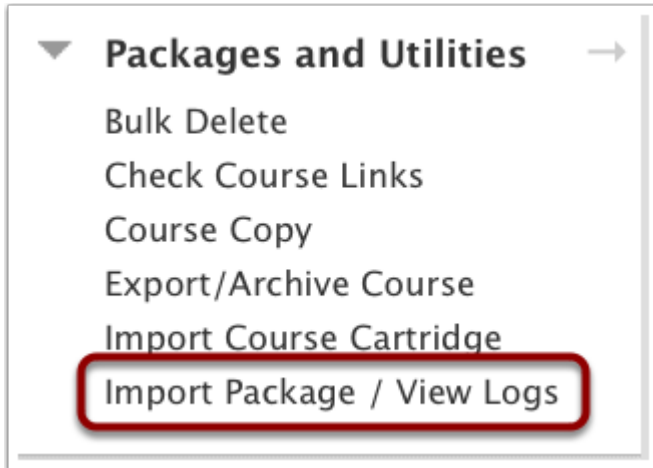 Packages and Utilities
Bulk Delete
Check Course Links
Course Copy
Export/Archive Course
Import Course Cartridge
Import Package / View Logs